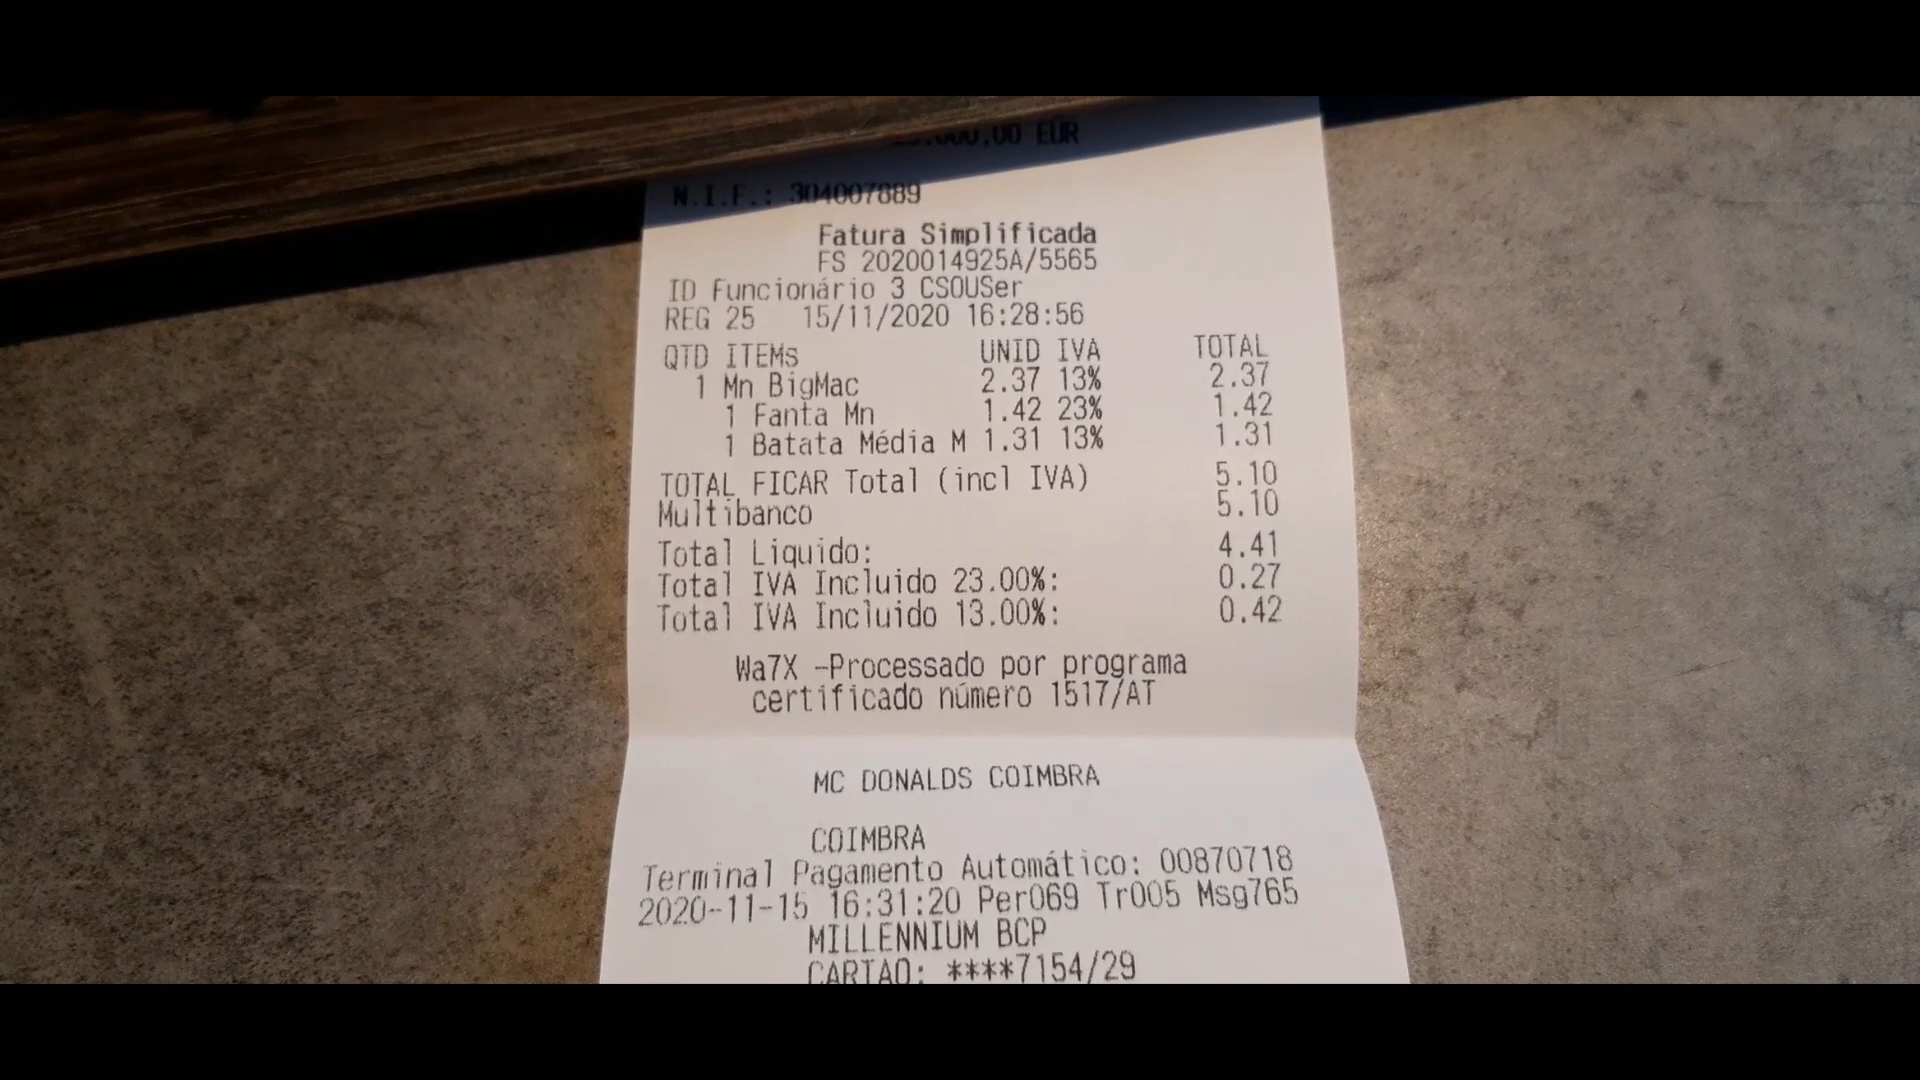 000,00 EUR
N.I.F.: 304007889
Fatura Simplificada
FS 2020014925A/5565
ID Funcionário 3 CSOUSer
REG 25 15/11/2020 16:28:56
QTD ITEMs UNID IVA TOTAL
1 Mn BigMac 2.37 13% 2.37
1 Fanta Mn 1.42 23% 1.42
1 Batata Média M 1.31 13% 1.31
TOTAL FICAR Total (incl IVA) 5.10
Multibanco 5.10
Total Liquido: 4.41
Total IVA Incluido 23.00%: 0.27
Total IVA Incluido 13.00%: 0.42
Wa7X -Processado por programa
certificado número 1517/AT
MC DONALDS COIMBRA
COIMBRA
Terminal Pagamento Automático: 00870718
2020-11-15 16:31:20 Per069 Tr005 Msg765
MILLENNIUM BCP
CARTAO: ****7154/29